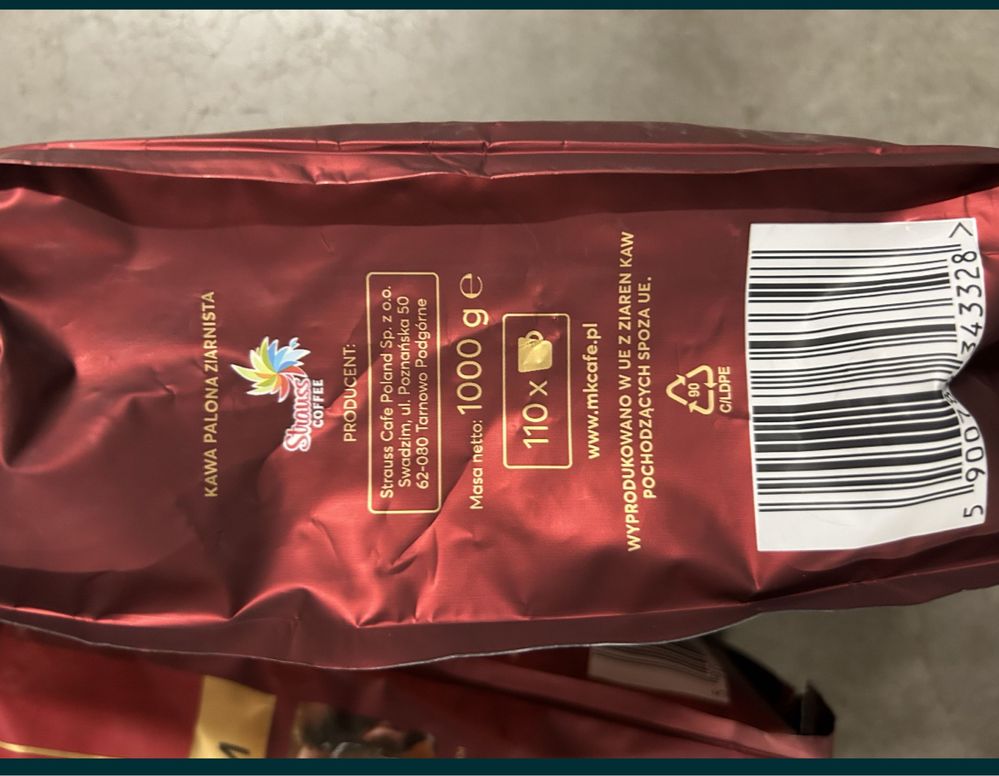 KAWA PALONA ZIARNISTA
Strauss
COFFEE
PRODUCENT:
Strauss Cafe Poland Sp. z o.o.
Swadzim, ul. Poznańska 50
62-080 Tarnowo Podgórne
Masa netto: 1000 g e
110 x
www.mkcafe.pl
WYPRODUKOWANO W UE Z ZIAREN KAW
POCHODZĄCYCH SPOZA UE.
90
C/LDPE